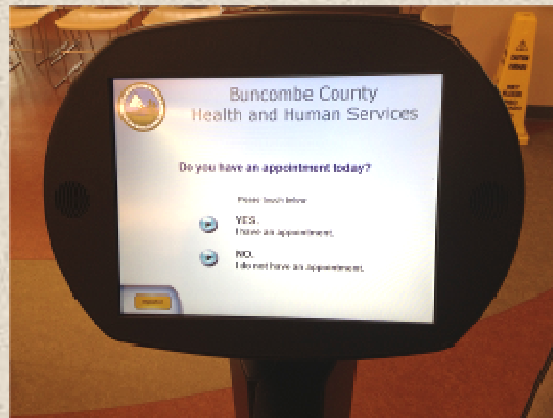 Buncombe County
Health and Human Services
Do you have an appointment today?
Please touch below
YES.
I have an appointment.
NO.
I do not have an appointment.
CAUTION